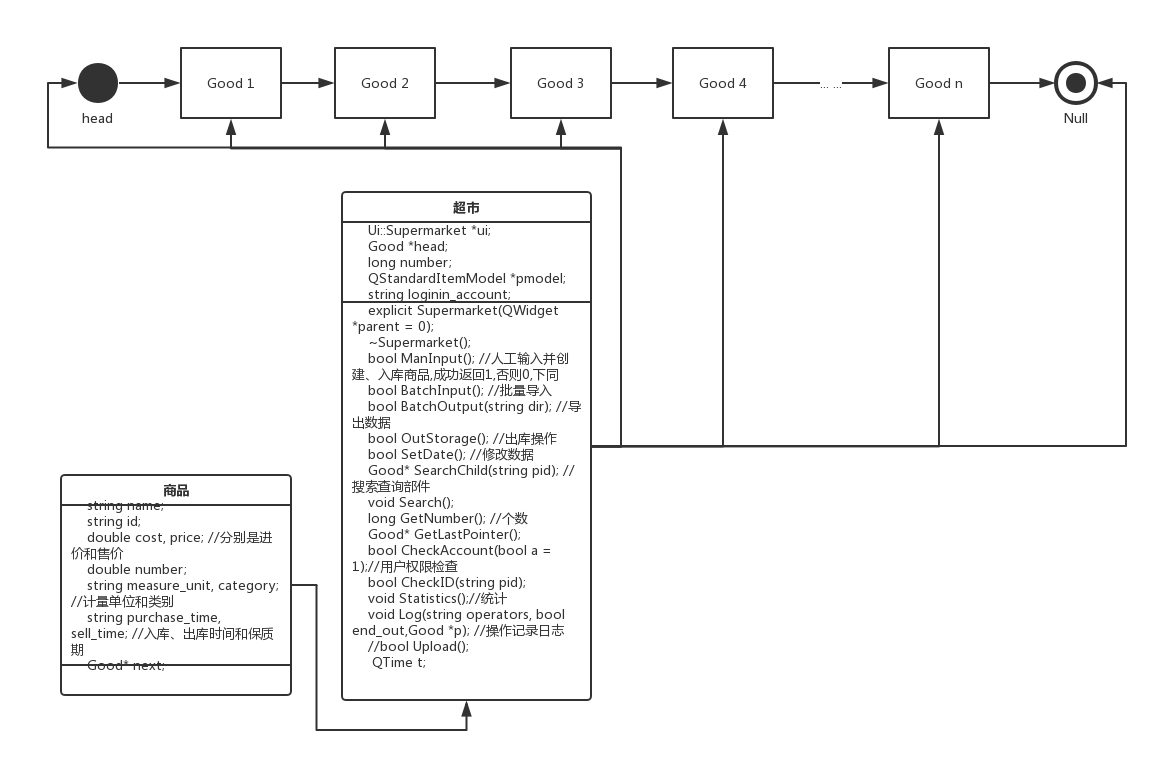 Good 1
Good 2
Good 3
Good 4
... ...
Good n
head
Null
超市
Ui::Supermarket *ui;
Good *head;
long number;
QStandardItemModel *pmodel;
string loginin_account;
explicit Supermarket(QWidget
*parent = 0);
~Supermarket();
bool ManInput(); //人工输入并创
建、入库商品,成功返回1,否则0,下同
bool BatchInput(); //批量导入
bool BatchOutput(string dir); //导
出数据
bool OutStorage(); //出库操作
bool SetDate(); //修改数据
Good* SearchChild(string pid); //
搜索查询部件
void Search();
long GetNumber(); //个数
Good* GetLastPointer();
bool CheckAccount(bool a =
1);//用户权限检查
bool CheckID(string pid);
void Statistics();//统计
void Log(string operators, bool
end_out,Good *p); //操作记录日志
//bool Upload();
QTime t;
商品
string name;
string id;
double cost, price; //分别是进
价和售价
double number;
string measure_unit, category;
//计量单位和类别
string purchase_time,
sell_time; //入库、出库时间和保质
期
Good* next;